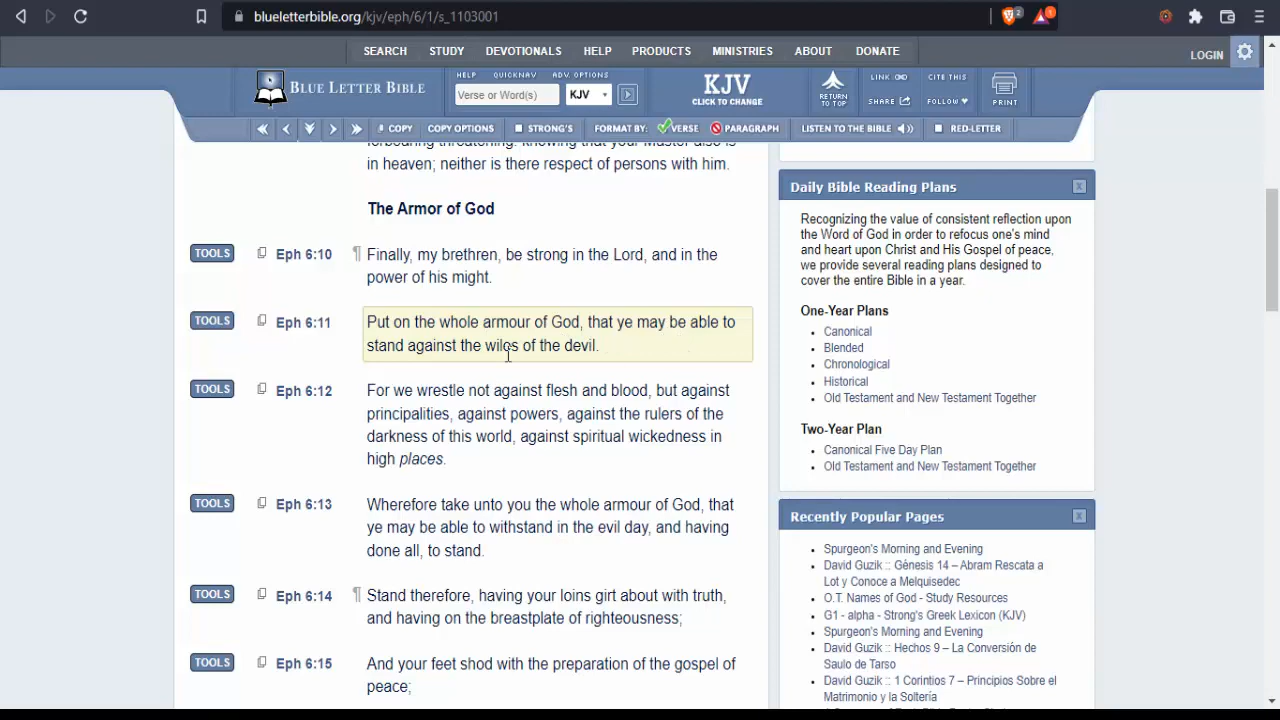 blueletterbible.org/kjv/eph/6/1/s_1103001
2
1
SEARCH STUDY DEVOTIONALS HELP PRODUCTS MINISTRIES ABOUT DONATE
LOGIN
BLUE LETTER BIBLE
HELP QUICKNAV ADV. OPTIONS
Verse or Word(s) KJV
KJV
CLICK TO CHANGE
RETURN TO TOP
LINK
SHARE
CITE THIS
FOLLOW
PRINT
COPY COPY OPTIONS STRONG'S FORMAT BY: VERSE PARAGRAPH LISTEN TO THE BIBLE RED-LETTER
forbearing threatening: knowing that your Master also is
in heaven; neither is there respect of persons with him.
The Armor of God
TOOLS Eph 6:10 ¶ Finally, my brethren, be strong in the Lord, and in the
power of his might.
TOOLS Eph 6:11 Put on the whole armour of God, that ye may be able to
stand against the wiles of the devil.
TOOLS Eph 6:12 For we wrestle not against flesh and blood, but against
principalities, against powers, against the rulers of the
darkness of this world, against spiritual wickedness in
high places.
TOOLS Eph 6:13 Wherefore take unto you the whole armour of God, that
ye may be able to withstand in the evil day, and having
done all, to stand.
TOOLS Eph 6:14 ¶ Stand therefore, having your loins girt about with truth,
and having on the breastplate of righteousness;
TOOLS Eph 6:15 And your feet shod with the preparation of the gospel of
peace;
Daily Bible Reading Plans x
Recognizing the value of consistent reflection upon
the Word of God in order to refocus one's mind
and heart upon Christ and His Gospel of peace,
we provide several reading plans designed to
cover the entire Bible in a year.
One-Year Plans
• Canonical
• Blended
• Chronological
• Historical
• Old Testament and New Testament Together
Two-Year Plan
• Canonical Five Day Plan
• Old Testament and New Testament Together
Recently Popular Pages x
• Spurgeon's Morning and Evening
• David Guzik :: Génesis 14 – Abram Rescata a
Lot y Conoce a Melquisedec
• O.T. Names of God - Study Resources
• G1 - alpha - Strong's Greek Lexicon (KJV)
• Spurgeon's Morning and Evening
• David Guzik :: Hechos 9 – La Conversión de
Saulo de Tarso
• David Guzik :: 1 Corintios 7 – Principios Sobre el
Matrimonio y la Soltería